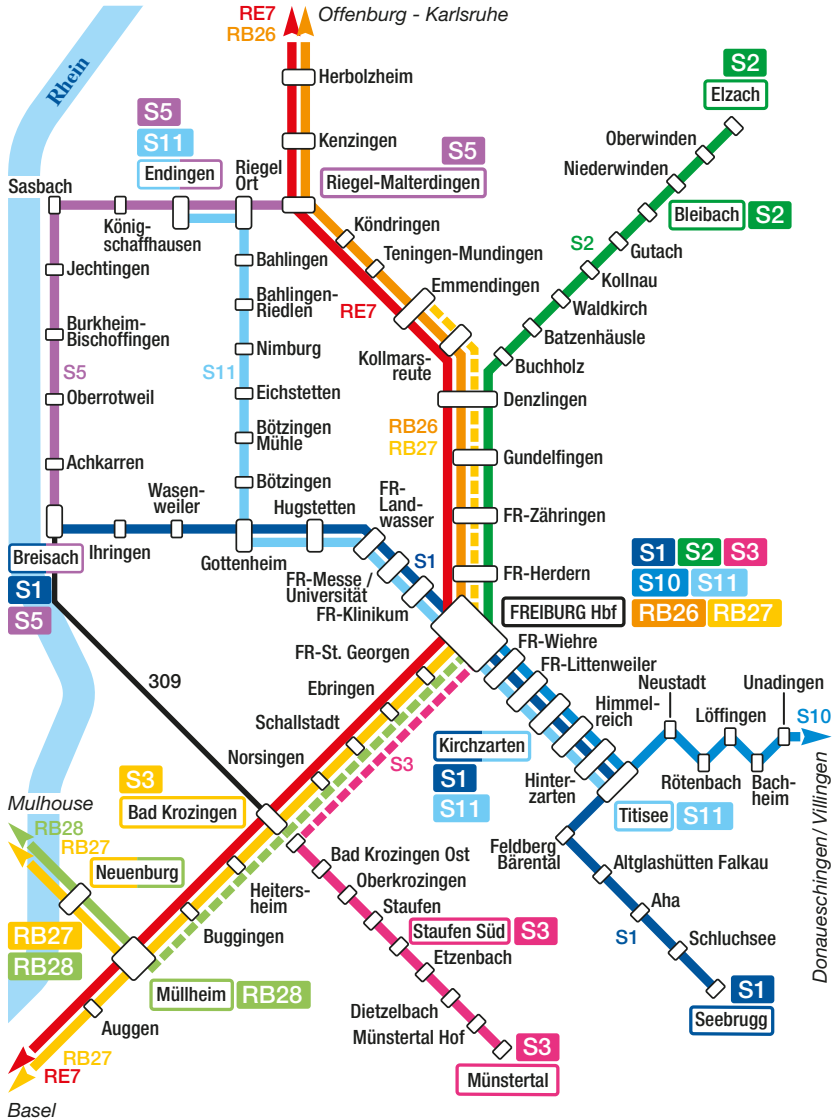 RE7
RB26
Offenburg - Karlsruhe
Rhein
Herbolzheim
S2
Elzach
S5
S11
Endingen
Kenzingen
Oberwinden
Riegel
Ort
S5
Riegel-Malterdingen
Niederwinden
Sasbach
König-
schaffhausen
Köndringen
Bleibach
S2
S2
Gutach
Jechtingen
Bahlingen
Teningen-Mundingen
Kollnau
Emmendingen
Bahlingen-
Riedlen
RE7
Waldkirch
Burkheim-
Bischoffingen
Batzenhäusle
Nimburg
Kollmars-
reute
Buchholz
S5
S11
Oberrotweil
Eichstetten
Denzlingen
RB26
RB27
Bötzingen
Mühle
Gundelfingen
Achkarren
Bötzingen
Wasen-
weiler
Hugstetten
FR-
Land-
wasser
FR-Zähringen
Breisach
S1
S5
Ihringen
Gottenheim
FR-Messe /
Universität
FR-Klinikum
S1
FR-Herdern
FREIBURG Hbf
S1
S2
S3
S10
S11
RB26
RB27
309
FR-St. Georgen
Ebringen
Schallstadt
Norsingen
FR-Wiehre
FR-Littenweiler
Himmel-
reich
Neustadt
Unadingen
Löffingen
S10
S3
Kirchzarten
S1
S11
Hinter-
zarten
Rötenbach
Bach-
heim
S3
Bad Krozingen
Titisee
S11
Donaueschingen/ Villingen
Mulhouse
RB28
RB27
Neuenburg
RB27
RB28
Heiters-
heim
Buggingen
Bad Krozingen Ost
Oberkrozingen
Staufen
Staufen Süd
S3
Etzenbach
Feldberg
Bärental
Altglashütten Falkau
Aha
S1
Schluchsee
Müllheim
RB28
Auggen
Dietzelbach
Münstertal Hof
S3
Münstertal
S1
Seebrugg
RB27
RE7
Basel